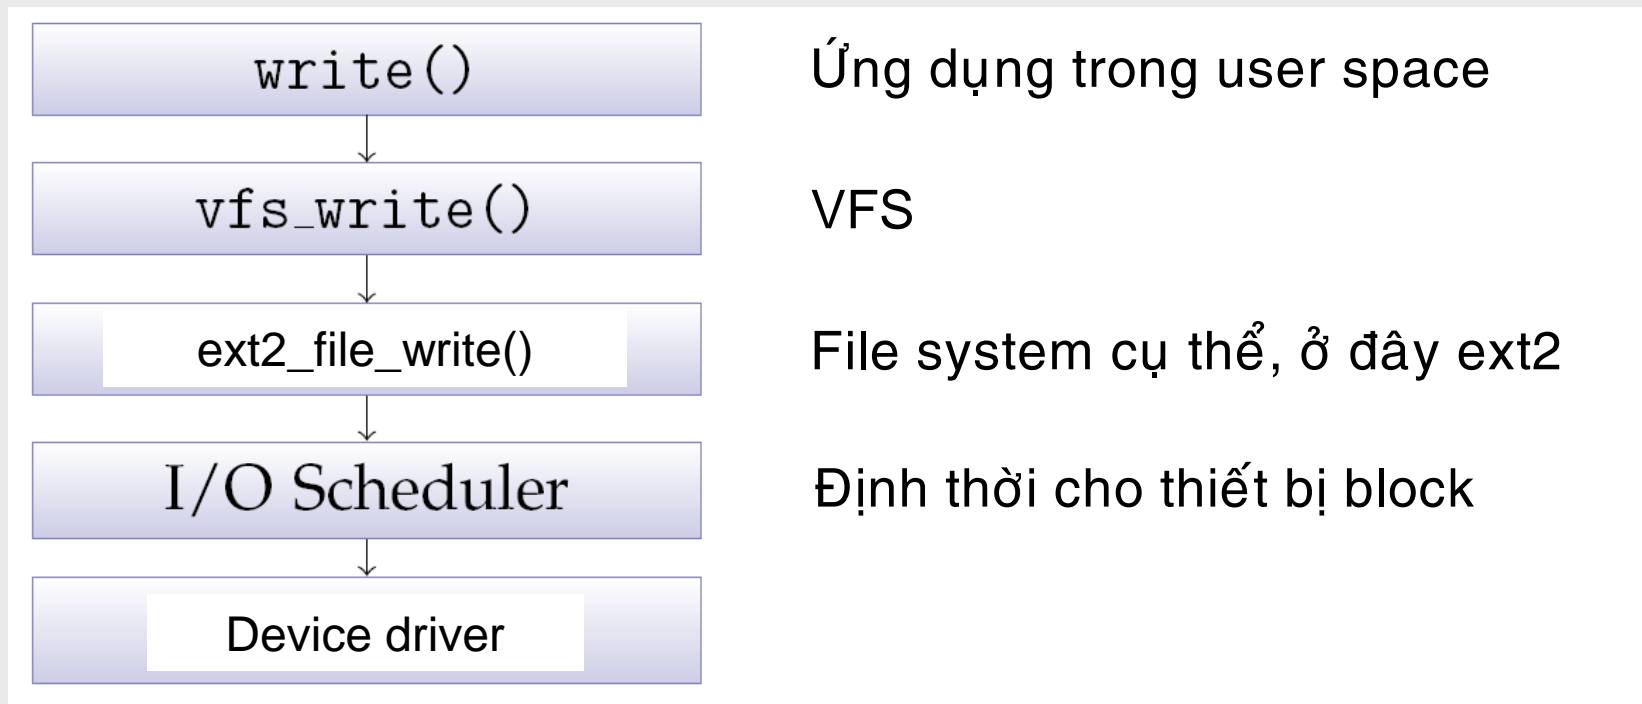 write()
Ứng dụng trong user space
vfs_write()
VFS
ext2_file_write()
File system cụ thể, ở đây ext2
I/O Scheduler
Định thời cho thiết bị block
Device driver